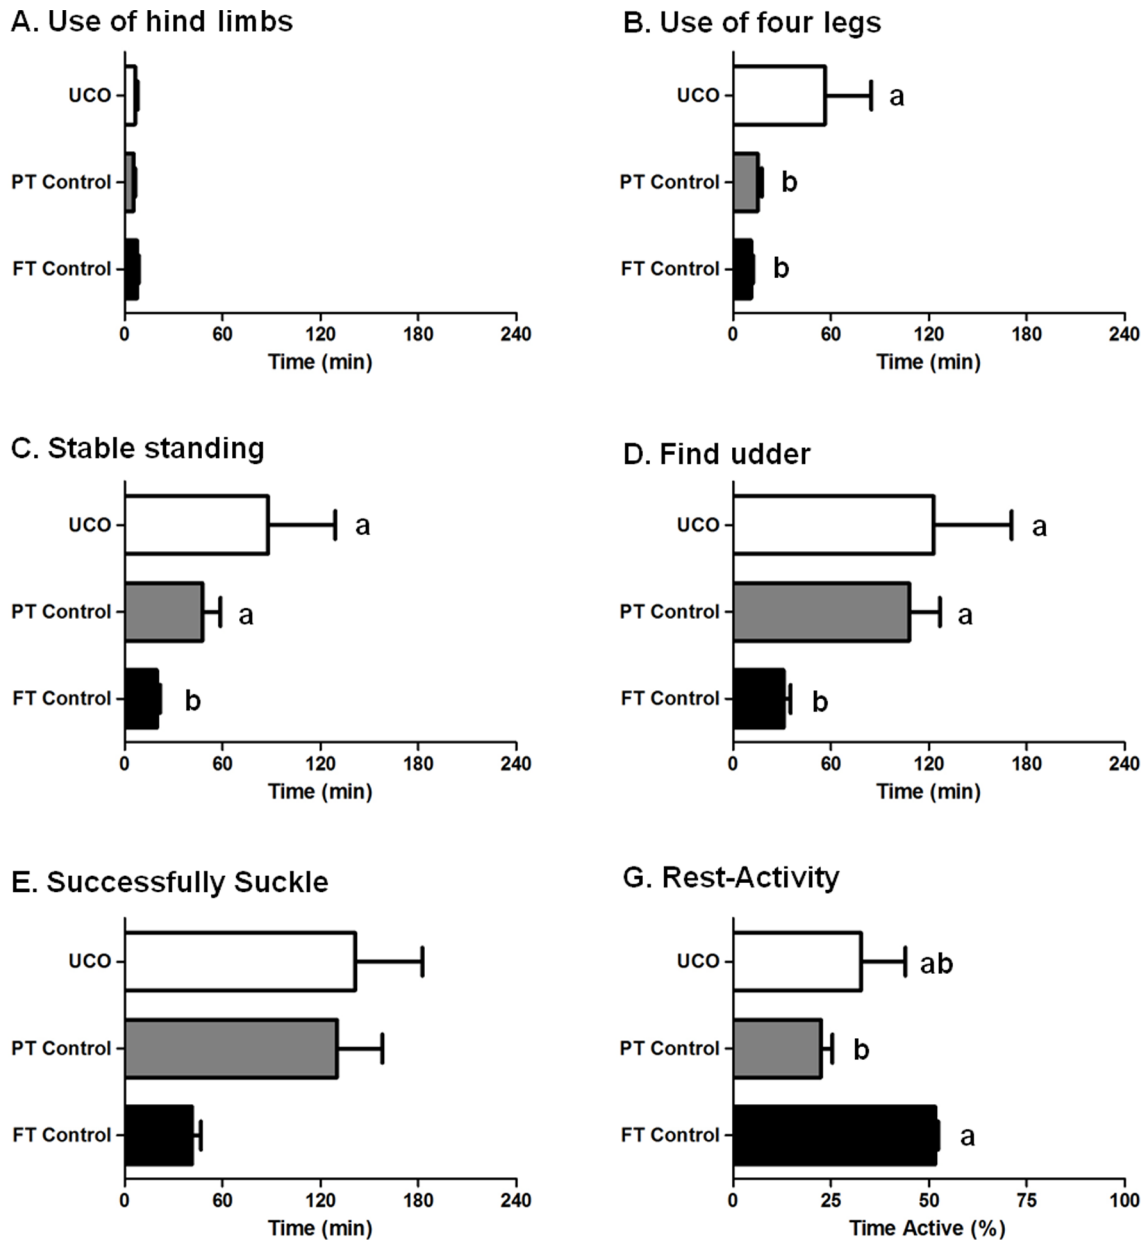 A. Use of hind limbs
UCO
PT Control
FT Control
0 60 120 180 240
Time (min)
B. Use of four legs
UCO
a
PT Control
b
FT Control
b
0 60 120 180 240
Time (min)
C. Stable standing
UCO
a
PT Control
a
FT Control
b
0 60 120 180 240
Time (min)
D. Find udder
UCO
a
PT Control
a
FT Control
b
0 60 120 180 240
Time (min)
E. Successfully Suckle
UCO
PT Control
FT Control
0 60 120 180 240
Time (min)
G. Rest-Activity
UCO
ab
PT Control
b
FT Control
a
0 25 50 75 100
Time Active (%)